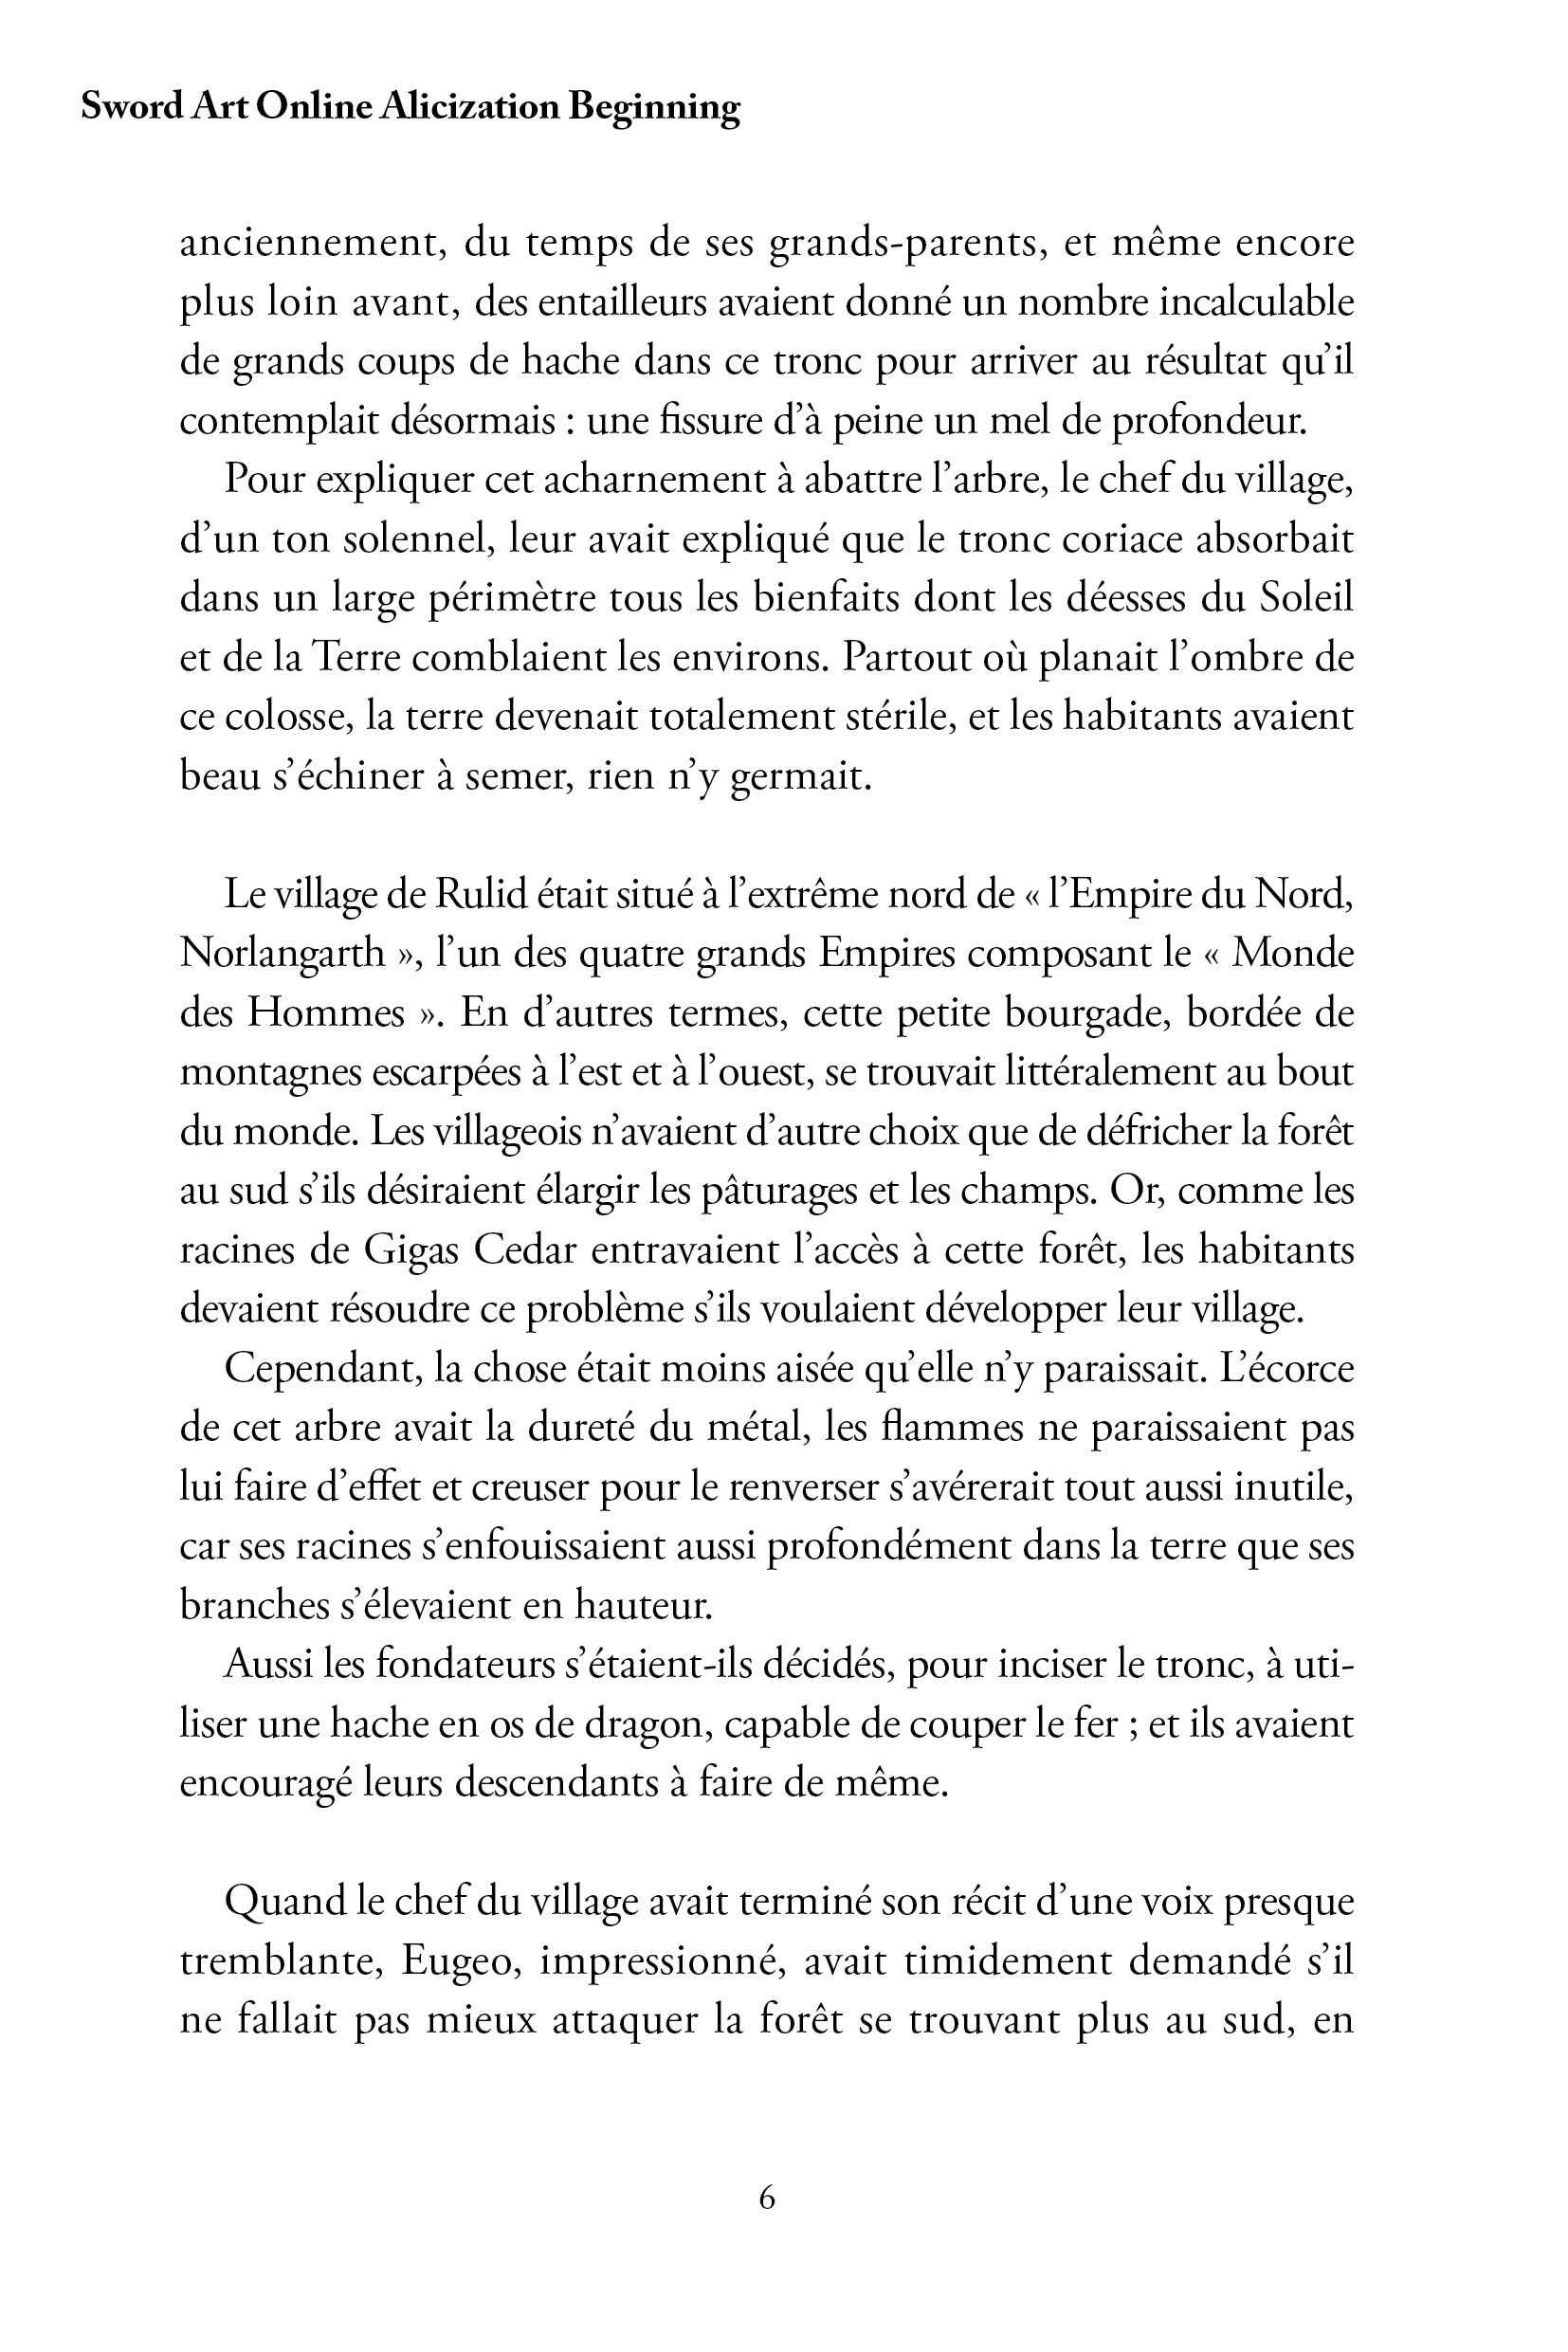 Sword Art Online Alicization Beginning
anciennement, du temps de ses grands-parents, et même encore
plus loin avant, des entailleurs avaient donné un nombre incalculable
de grands coups de hache dans ce tronc pour arriver au résultat qu’il
contemplait désormais : une fissure d’à peine un mel de profondeur.
Pour expliquer cet acharnement à abattre l’arbre, le chef du village,
d’un ton solennel, leur avait expliqué que le tronc coriace absorbait
dans un large périmètre tous les bienfaits dont les déesses du Soleil
et de la Terre comblaient les environs. Partout où planait l’ombre de
ce colosse, la terre devenait totalement stérile, et les habitants avaient
beau s’échiner à semer, rien n’y germait.
Le village de Rulid était situé à l’extrême nord de « l’Empire du Nord,
Norlangarth », l’un des quatre grands Empires composant le « Monde
des Hommes ». En d’autres termes, cette petite bourgade, bordée de
montagnes escarpées à l’est et à l’ouest, se trouvait littéralement au bout
du monde. Les villageois n’avaient d’autre choix que de défricher la forêt
au sud s’ils désiraient élargir les pâturages et les champs. Or, comme les
racines de Gigas Cedar entravaient l’accès à cette forêt, les habitants
devaient résoudre ce problème s’ils voulaient développer leur village.
Cependant, la chose était moins aisée qu’elle n’y paraissait. L’écorce
de cet arbre avait la dureté du métal, les flammes ne paraissaient pas
lui faire d’effet et creuser pour le renverser s’avérerait tout aussi inutile,
car ses racines s’enfouissaient aussi profondément dans la terre que ses
branches s’élevaient en hauteur.
Aussi les fondateurs s’étaient-ils décidés, pour inciser le tronc, à uti-
liser une hache en os de dragon, capable de couper le fer ; et ils avaient
encouragé leurs descendants à faire de même.
Quand le chef du village avait terminé son récit d’une voix presque
tremblante, Eugeo, impressionné, avait timidement demandé s’il
ne fallait pas mieux attaquer la forêt se trouvant plus au sud, en
6